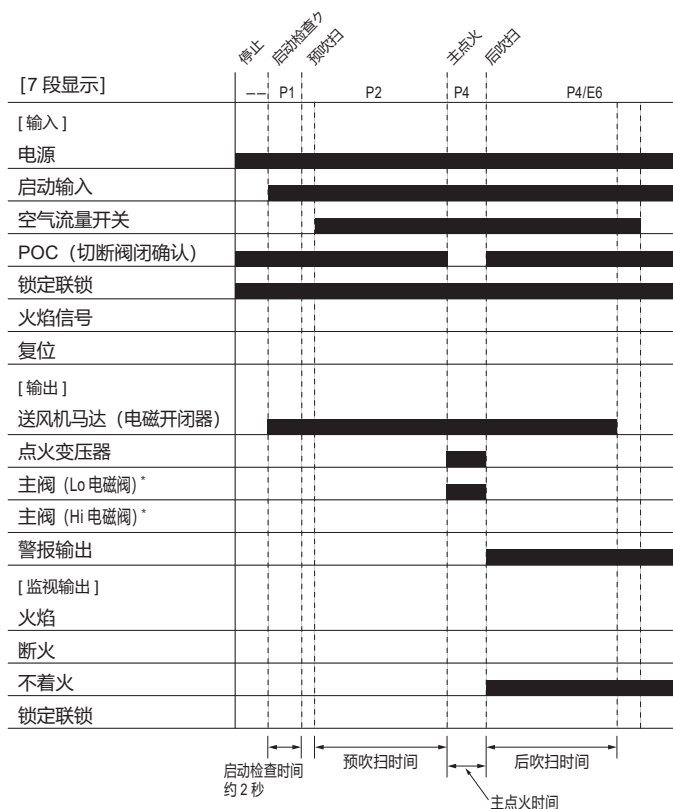 停止 启动检查ク 预吹扫 主点火 后吹扫
[7 段显示] −− P1 P2 P4 P4/E6
[ 输入 ]
电源
启动输入
空气流量开关
POC（切断阀闭确认）
锁定联锁
火焰信号
复位
[ 输出 ]
送风机马达（电磁开闭器）
点火变压器
主阀 (Lo 电磁阀) *
主阀 (Hi 电磁阀) *
警报输出
[ 监视输出 ]
火焰
断火
不着火
锁定联锁
启动检查时间 预吹扫时间 后吹扫时间
约 2 秒
主点火时间